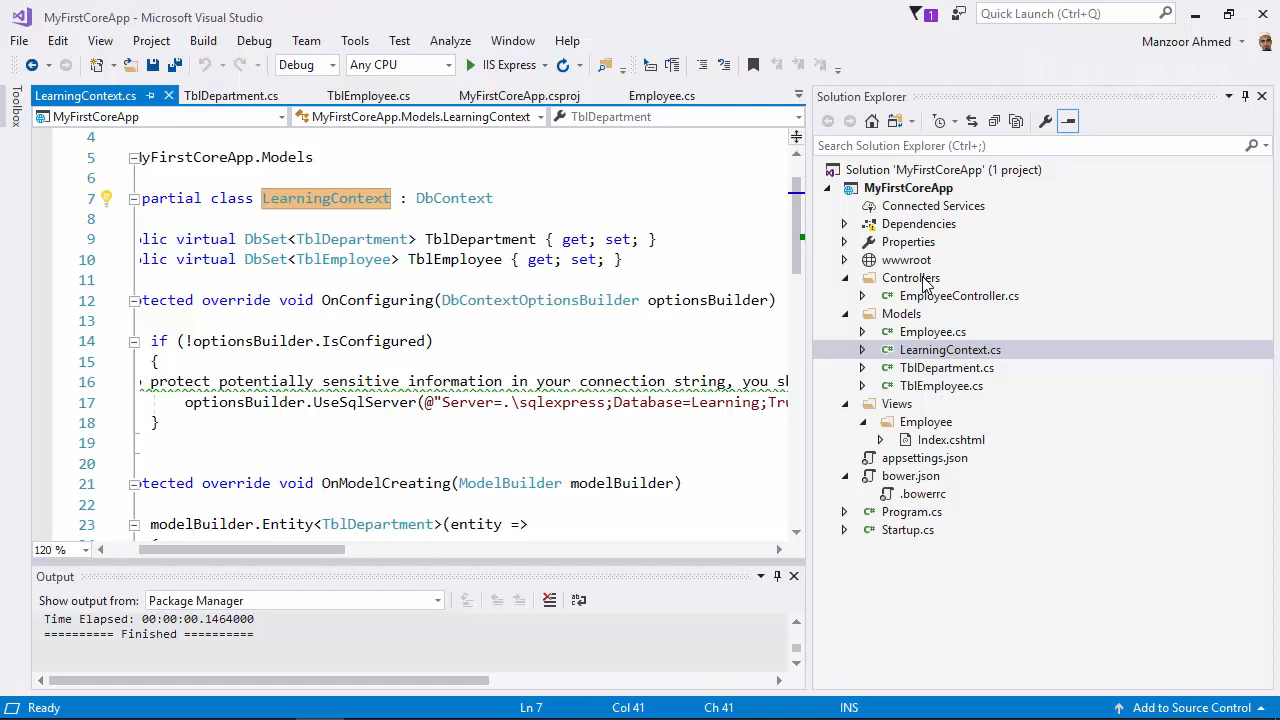 MyFirstCoreApp - Microsoft Visual Studio
1
Quick Launch (Ctrl+Q)
File Edit View Project Build Debug Team Tools Test Analyze Window Help
Manzoor Ahmed
Debug Any CPU IIS Express
Toolbox
LearningContext.cs TblDepartment.cs TblEmployee.cs MyFirstCoreApp.csproj Employee.cs
MyFirstCoreApp MyFirstCoreApp.Models.LearningContext TblDepartment
4
5 MyFirstCoreApp.Models
6
7 partial class LearningContext : DbContext
8
9 lic virtual DbSet<TblDepartment> TblDepartment { get; set; }
10 lic virtual DbSet<TblEmployee> TblEmployee { get; set; }
11
12 tected override void OnConfiguring(DbContextOptionsBuilder optionsBuilder)
13
14 if (!optionsBuilder.IsConfigured)
15 {
16 protect potentially sensitive information in your connection string, you sh
17 optionsBuilder.UseSqlServer(@"Server=.\sqlexpress;Database=Learning;Tru
18 }
19
20
21 tected override void OnModelCreating(ModelBuilder modelBuilder)
22
23 modelBuilder.Entity<TblDepartment>(entity =>
120 %
Output
Show output from: Package Manager
Time Elapsed: 00:00:00.1464000
========== Finished ==========
Solution Explorer
Search Solution Explorer (Ctrl+;)
Solution 'MyFirstCoreApp' (1 project)
MyFirstCoreApp
Connected Services
Dependencies
Properties
wwwroot
Controllers
EmployeeController.cs
Models
Employee.cs
LearningContext.cs
TblDepartment.cs
TblEmployee.cs
Views
Employee
Index.cshtml
appsettings.json
bower.json
.bowerrc
Program.cs
Startup.cs
Ready Ln 7 Col 41 Ch 41 INS Add to Source Control